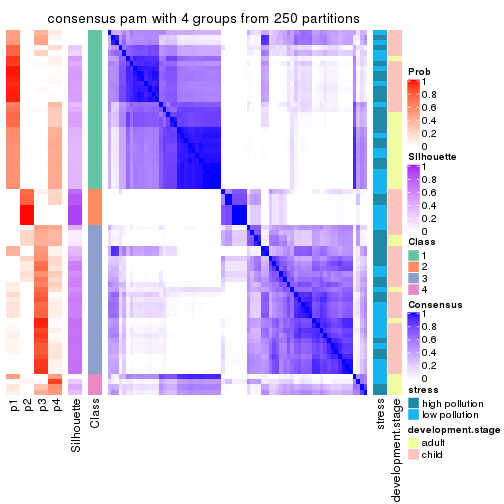 consensus pam with 4 groups from 250 partitions
Prob
1
0.8
0.6
0.4
0.2
0
Silhouette
1
0.8
0.6
0.4
0.2
0
Class
1
2
3
4
Consensus
1
0.8
0.6
0.4
0.2
0
stress
high pollution
low pollution
development.stage
adult
child
p1
p2
p3
p4
Silhouette
Class
stress
development.stage